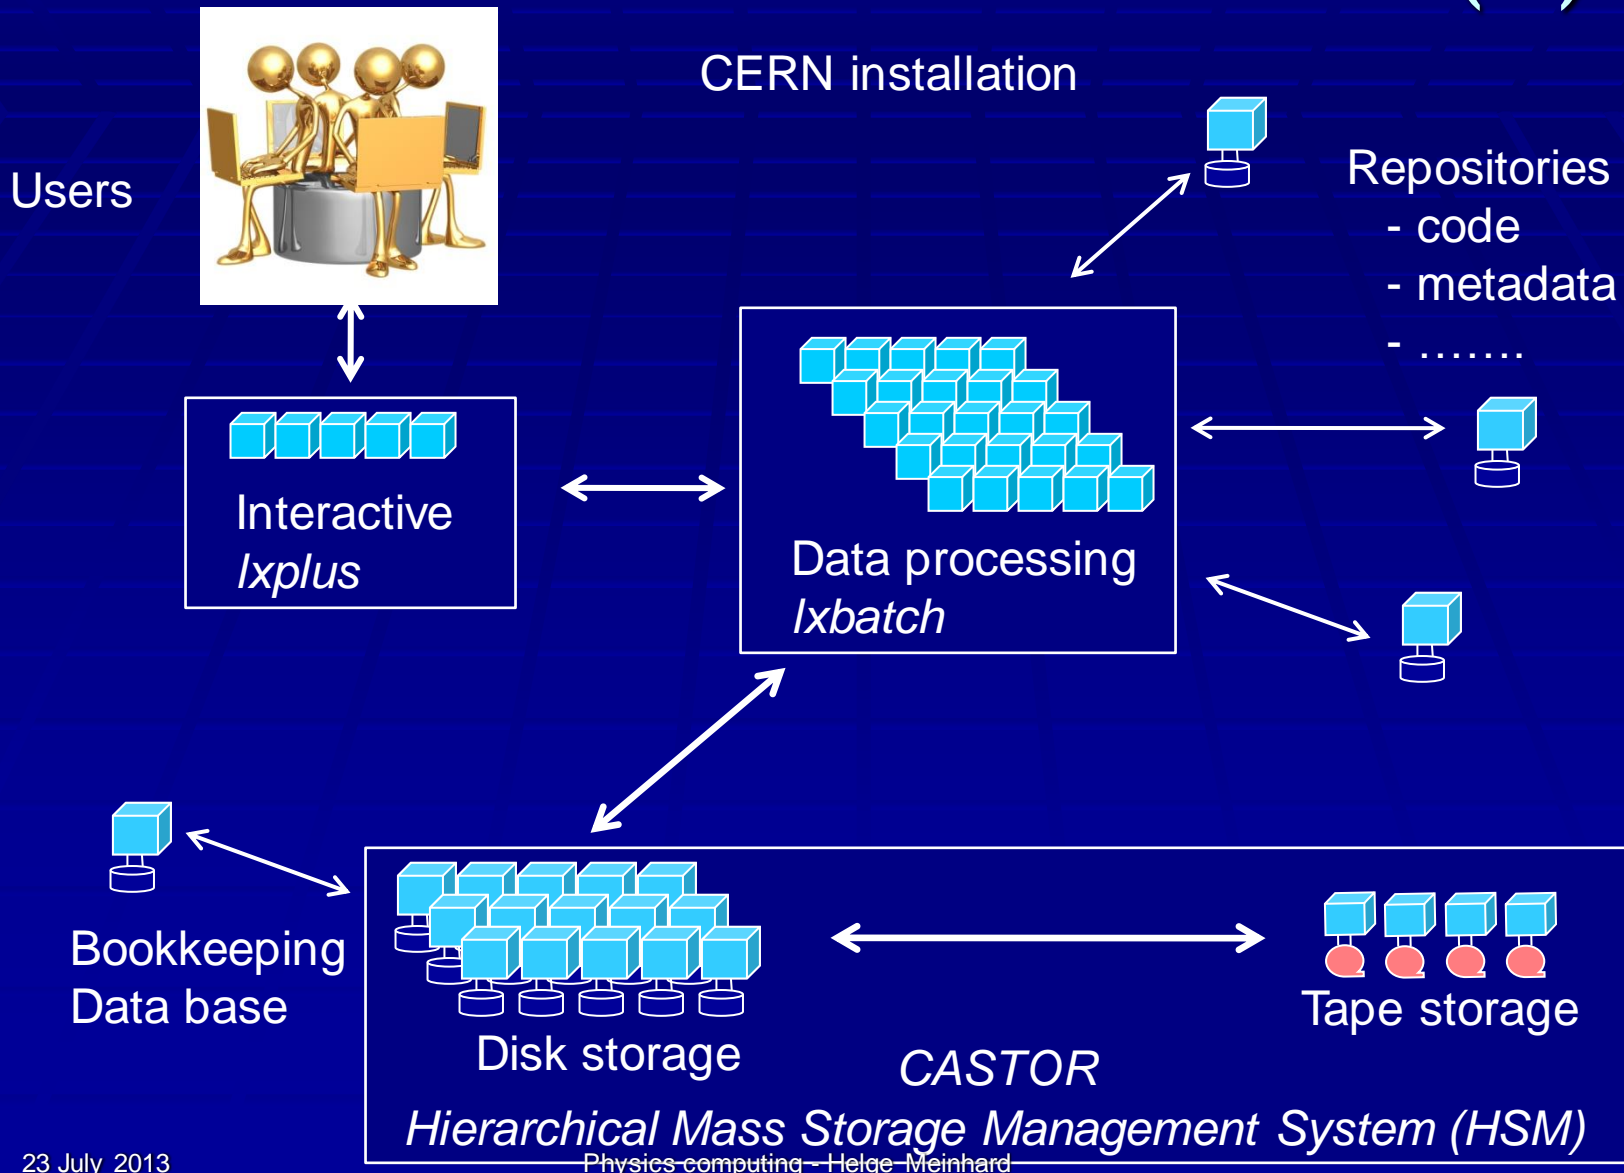 CERN installation
Users
Repositories
- code
- metadata
- .......
Interactive
lxplus
Data processing
lxbatch
Bookkeeping
Data base
Disk storage
Tape storage
CASTOR
Hierarchical Mass Storage Management System (HSM)
23 July 2013
Physics computing - Helge Meinhard